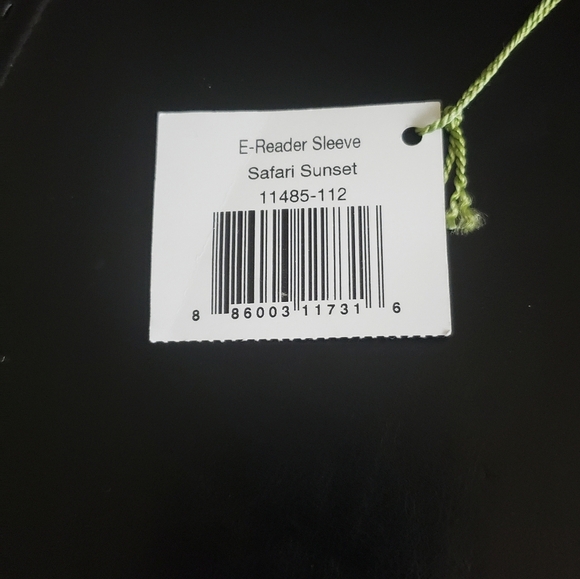 E-Reader Sleeve
Safari Sunset
11485-112
8 86003 11731 6